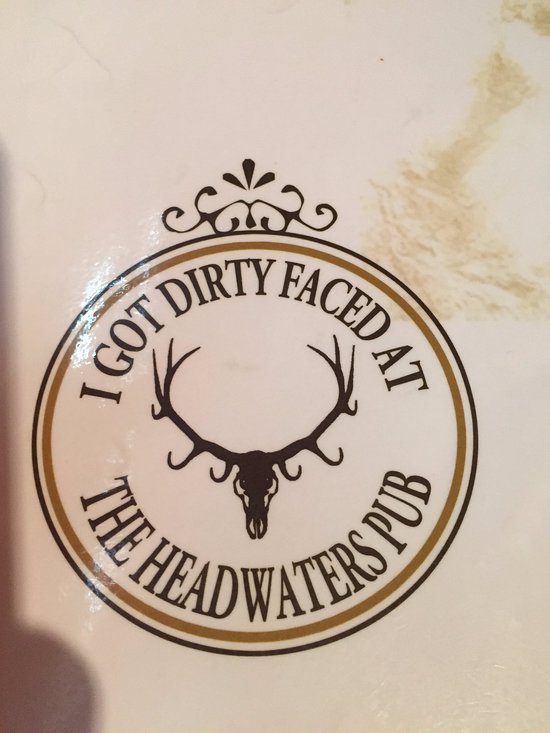 I GOT DIRTY FACED AT
THE HEADWATERS PUB